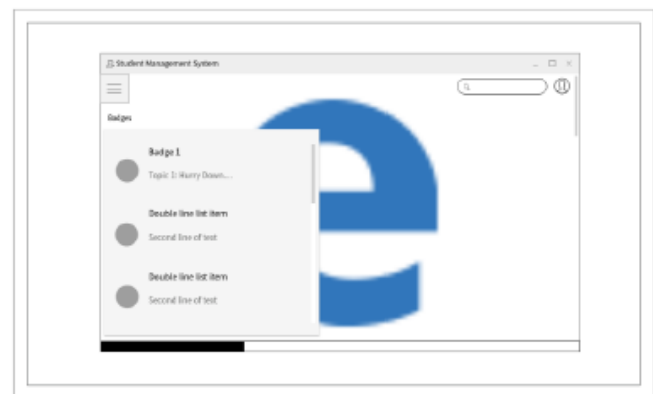 Student Management System
Badges
Badge 1
Topic 1: Hurry Down...
Double line list item
Second line of text
Double line list item
Second line of text